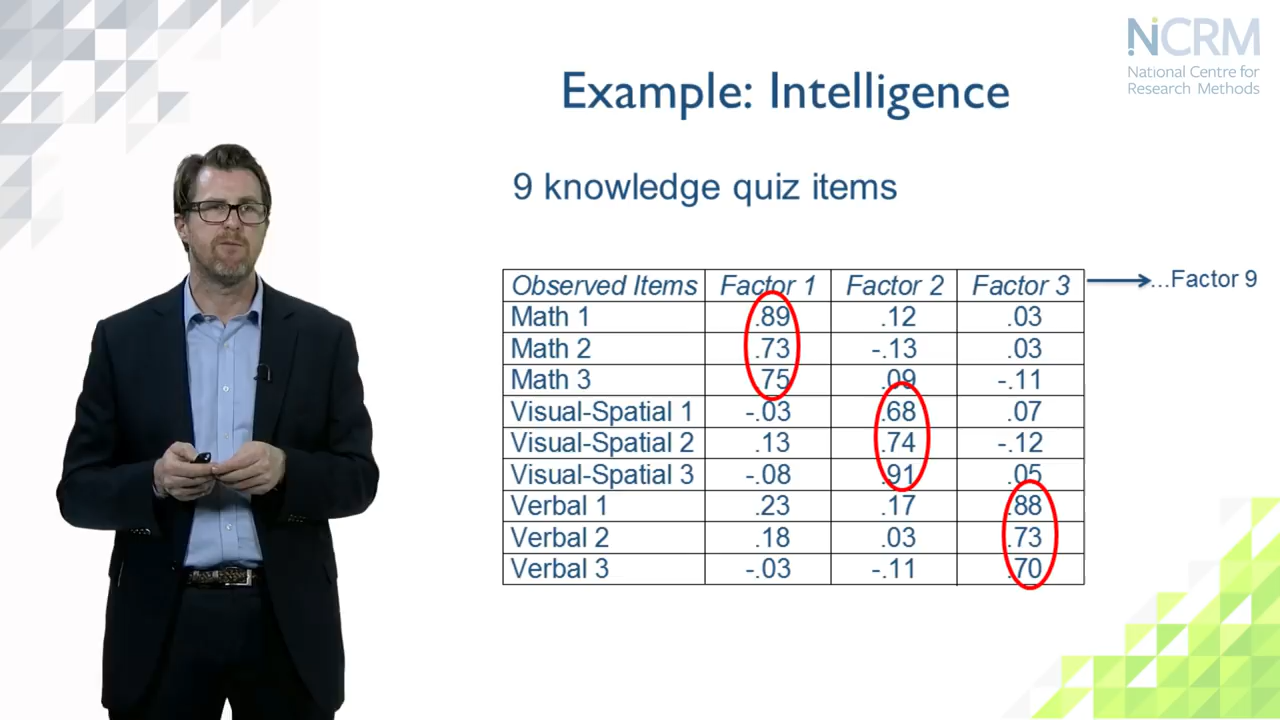 NCRM
National Centre for
Research Methods
Example: Intelligence
9 knowledge quiz items
Observed Items Factor 1 Factor 2 Factor 3 ...Factor 9
Math 1 .89 .12 .03
Math 2 .73 -.13 .03
Math 3 .75 .09 -.11
Visual-Spatial 1 -.03 .68 .07
Visual-Spatial 2 .13 .74 -.12
Visual-Spatial 3 -.08 .91 .05
Verbal 1 .23 .17 .88
Verbal 2 .18 .03 .73
Verbal 3 -.03 -.11 .70